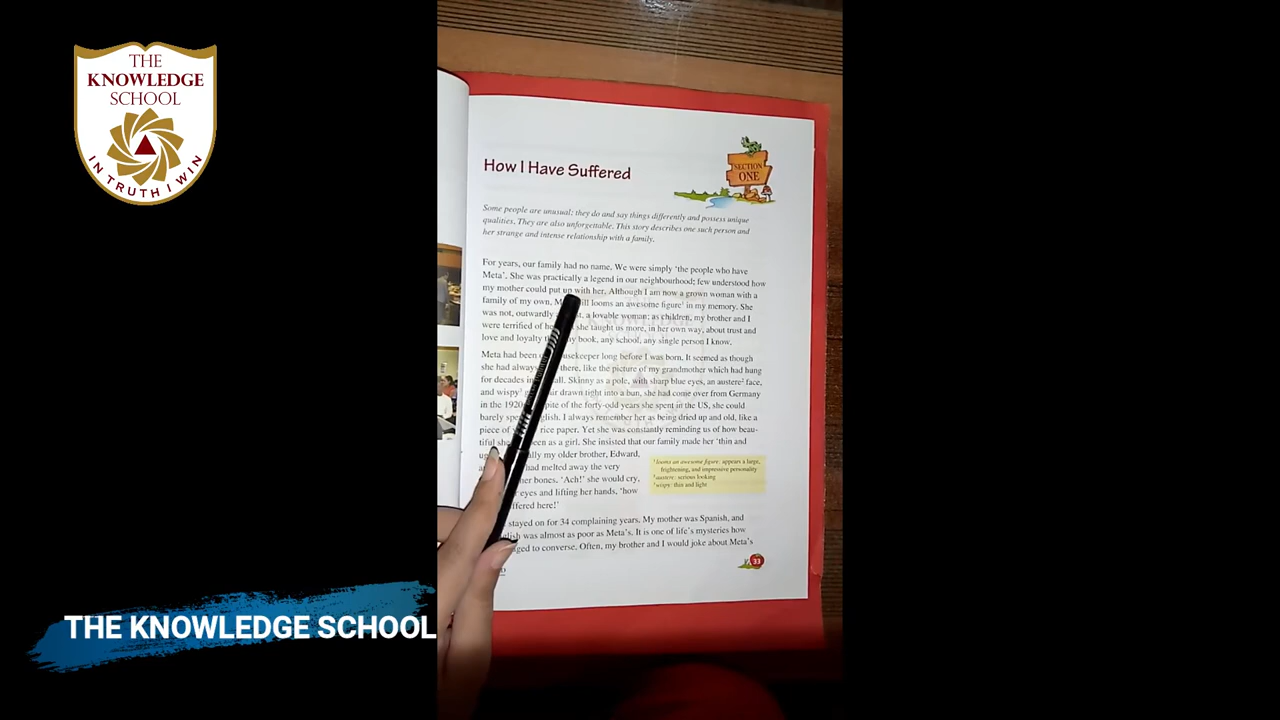 THE
KNOWLEDGE
SCHOOL
IN TRUTH I WIN
How I Have Suffered
SECTION
ONE
Some people are unusual; they do and say things differently and possess unique
qualities. They are also unforgettable. This story describes one such person and
her strange and intense relationship with a family.
For years, our family had no name. We were simply 'the people who have
Meta'. She was practically a legend in our neighbourhood; few understood how
my mother could put up with her. Although I am now a grown woman with a
family of my own, looms an awesome figure¹ in my memory. She
was not, outwardly a lovable woman; as children, my brother and I
were terrified of she taught us more, in her own way, about trust and
love and loyalty book, any school, any single person I know.
Meta had been long before I was born. It seemed as though
she had always there, like the picture of my grandmother which had hung
for decades in Skinny as a pole, with sharp blue eyes, an austere² face,
and wispy³ drawn tight into a bun, she had come over from Germany
in the of the forty-odd years she spent in the US, she could
barely I always remember her as being dried up and old, like a
piece of rice paper. Yet she was constantly reminding us of how beau-
tiful she been as a girl. She insisted that our family made her 'thin and
my older brother, Edward,
had melted away the very
bones. 'Ach!' she would cry,
eyes and lifting her hands, 'how
here!'
stayed on for 34 complaining years. My mother was Spanish, and
was almost as poor as Meta's. It is one of life's mysteries how
to converse. Often, my brother and I would joke about Meta's
¹looms an awesome figure: appears a large,
frightening, and impressive personality
²austere: serious looking
³wispy: thin and light
33
THE KNOWLEDGE SCHOOL